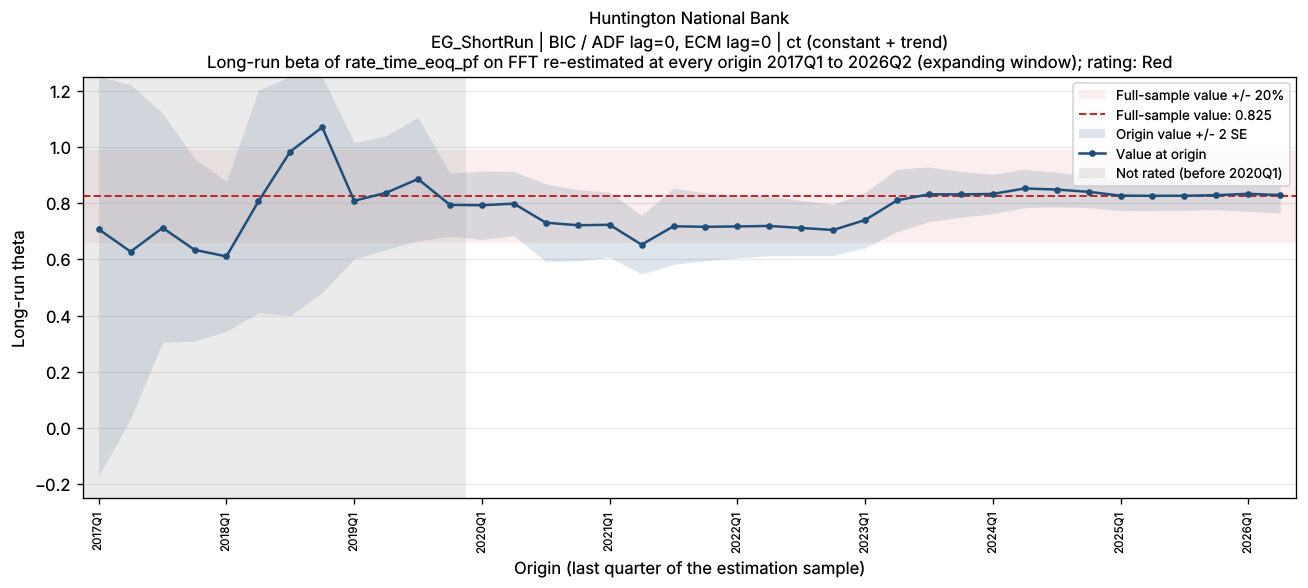 Huntington National Bank
EG_ShortRun | BIC / ADF lag=0, ECM lag=0 | ct (constant + trend)
Long-run beta of rate_time_eoq_pf on FFT re-estimated at every origin 2017Q1 to 2026Q2 (expanding window); rating: Red
Full-sample value +/- 20%
Full-sample value: 0.825
Origin value +/- 2 SE
Value at origin
Not rated (before 2020Q1)
Long-run theta
1.2
1.0
0.8
0.6
0.4
0.2
0.0
−0.2
2017Q1
2018Q1
2019Q1
2020Q1
2021Q1
2022Q1
2023Q1
2024Q1
2025Q1
2026Q1
Origin (last quarter of the estimation sample)